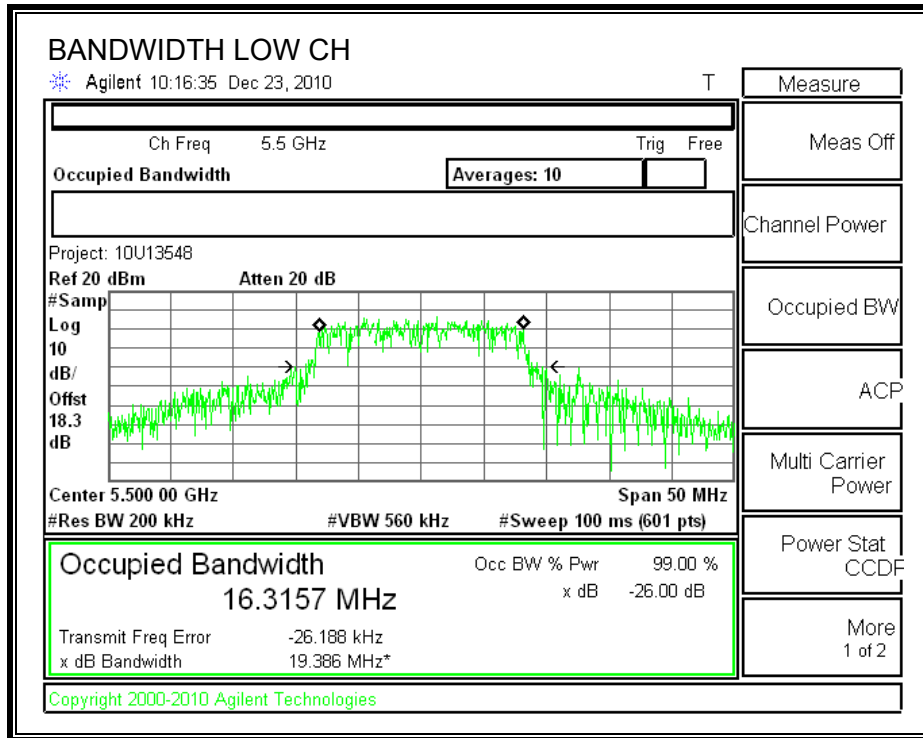 BANDWIDTH LOW CH
Agilent 10:16:35 Dec 23, 2010 T
Measure
Ch Freq 5.5 GHz Trig Free
Occupied Bandwidth Averages: 10
Meas Off
Channel Power
Occupied BW
ACP
Multi Carrier
Power
Power Stat
CCDF
More
1 of 2
Project: 10U13548
Ref 20 dBm Atten 20 dB
#Samp
Log
10
dB/
Offst
18.3
dB
Center 5.500 00 GHz Span 50 MHz
#Res BW 200 kHz #VBW 560 kHz #Sweep 100 ms (601 pts)
Occupied Bandwidth Occ BW % Pwr 99.00 %
16.3157 MHz x dB -26.00 dB
Transmit Freq Error -26.188 kHz
x dB Bandwidth 19.386 MHz*
Copyright 2000-2010 Agilent Technologies